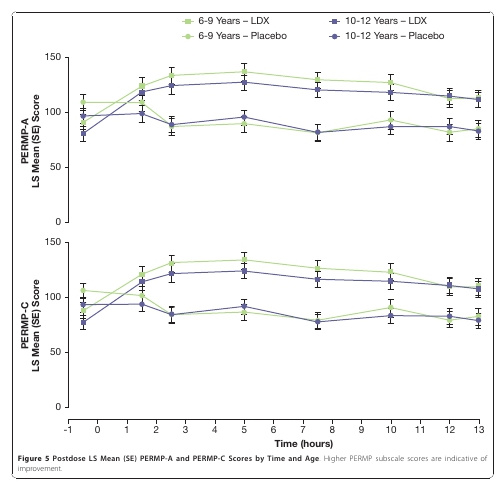 6-9 Years – LDX
10-12 Years – LDX
6-9 Years – Placebo
10-12 Years – Placebo
PERMP-A
LS Mean (SE) Score
150
100
50
0
PERMP-C
LS Mean (SE) Score
150
100
50
0
-1 0 1 2 3 4 5 6 7 8 9 10 11 12 13
Time (hours)
Figure 5 Postdose LS Mean (SE) PERMP-A and PERMP-C Scores by Time and Age. Higher PERMP subscale scores are indicative of
improvement.